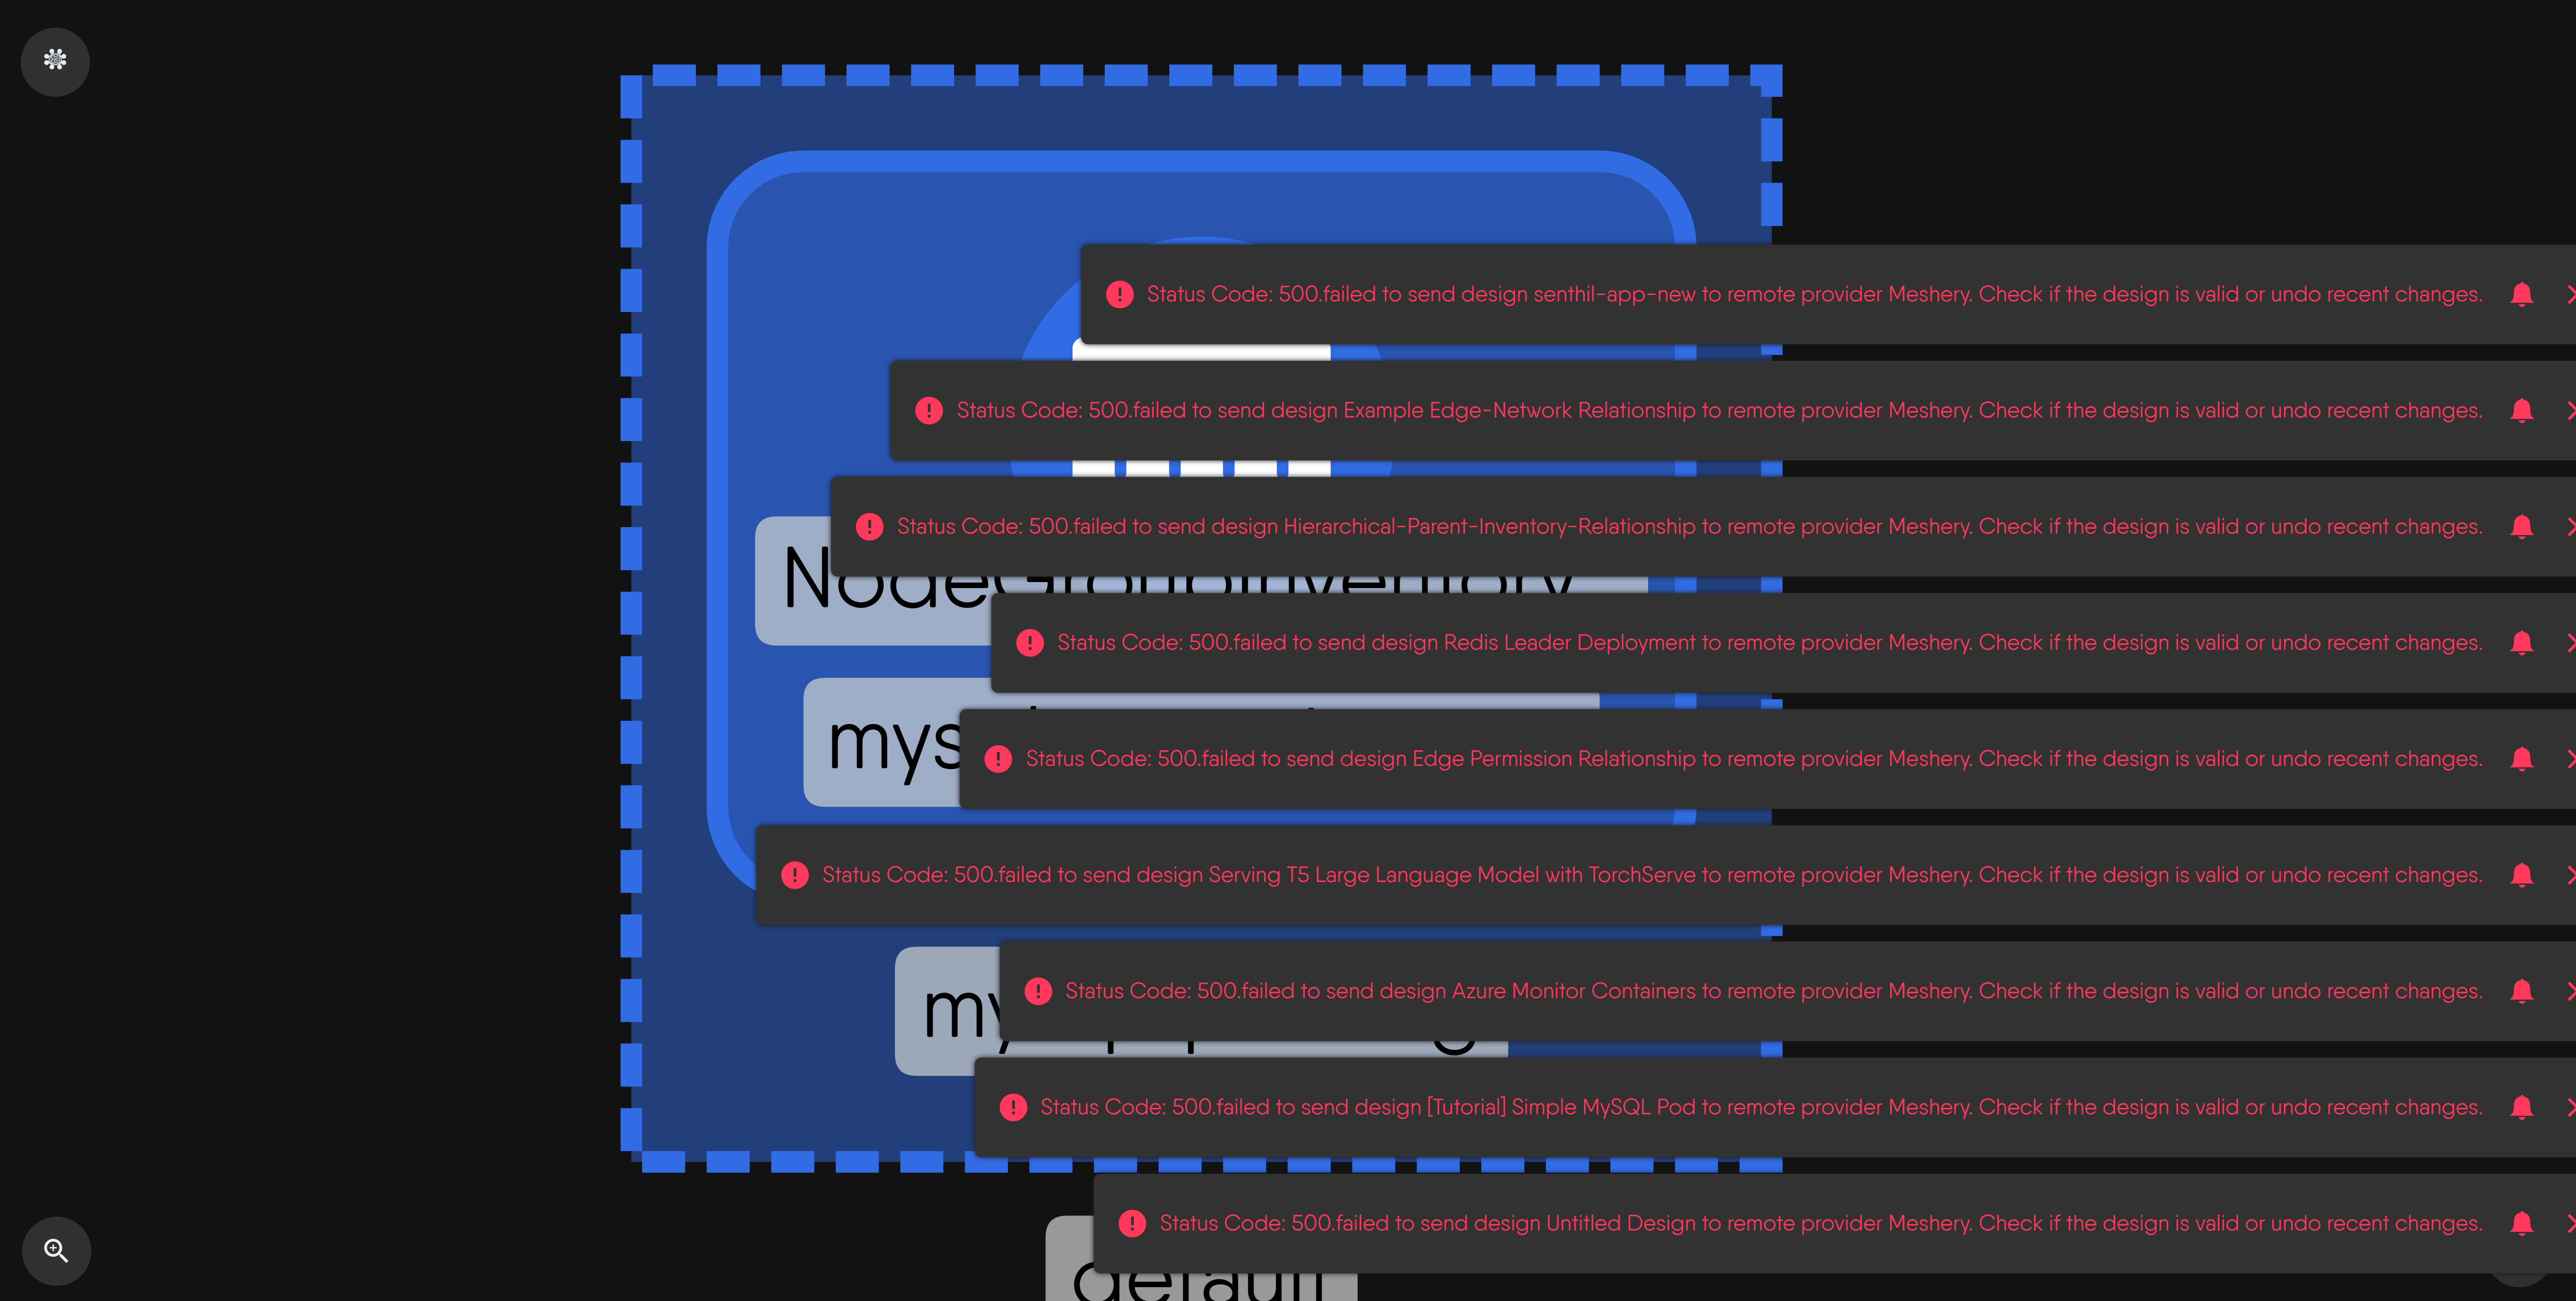 Status Code: 500.failed to send design senthil-app-new to remote provider Meshery. Check if the design is valid or undo recent changes.
Status Code: 500.failed to send design Example Edge-Network Relationship to remote provider Meshery. Check if the design is valid or undo recent changes.
Status Code: 500.failed to send design Hierarchical-Parent-Inventory-Relationship to remote provider Meshery. Check if the design is valid or undo recent changes.
NodeGroupInventory
Status Code: 500.failed to send design Redis Leader Deployment to remote provider Meshery. Check if the design is valid or undo recent changes.
Status Code: 500.failed to send design Edge Permission Relationship to remote provider Meshery. Check if the design is valid or undo recent changes.
Status Code: 500.failed to send design Serving T5 Large Language Model with TorchServe to remote provider Meshery. Check if the design is valid or undo recent changes.
Status Code: 500.failed to send design Azure Monitor Containers to remote provider Meshery. Check if the design is valid or undo recent changes.
Status Code: 500.failed to send design [Tutorial] Simple MySQL Pod to remote provider Meshery. Check if the design is valid or undo recent changes.
Status Code: 500.failed to send design Untitled Design to remote provider Meshery. Check if the design is valid or undo recent changes.
default